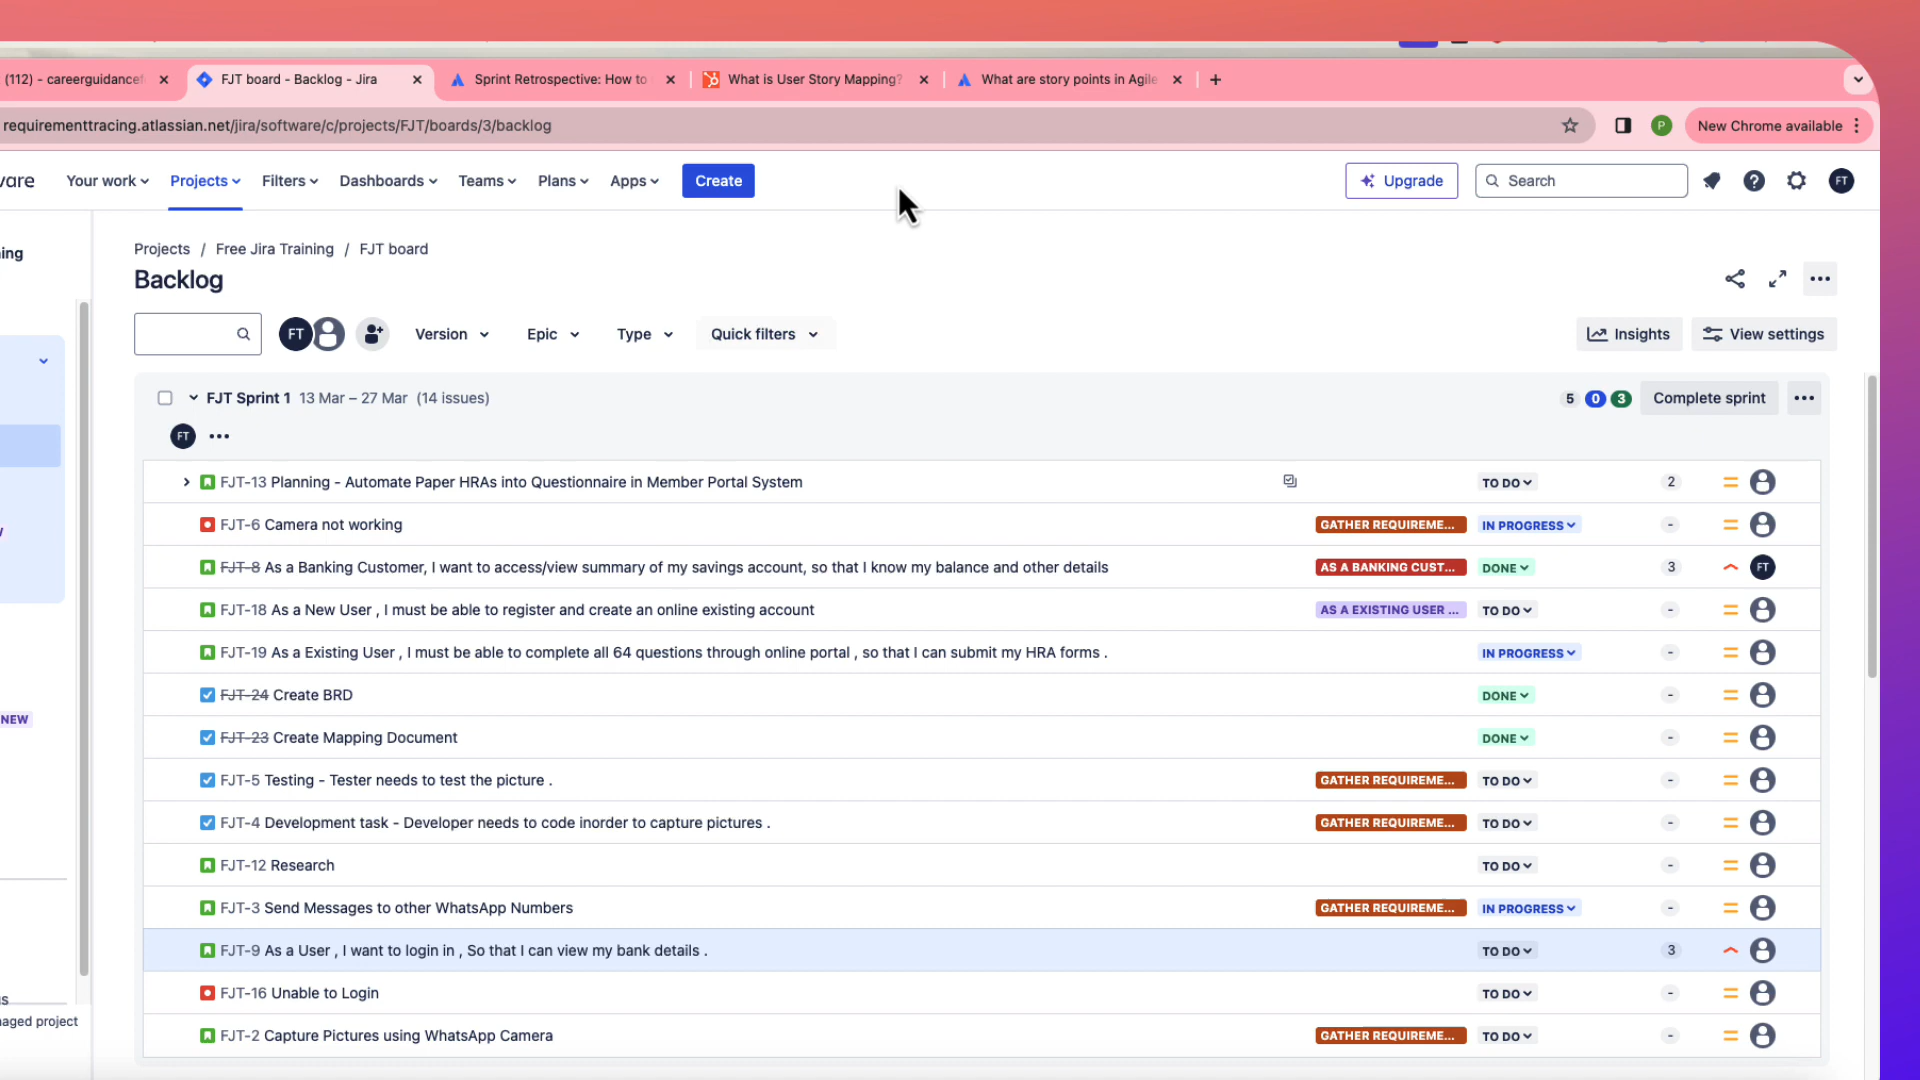 (112) - careerguidancef
FJT board - Backlog - Jira
Sprint Retrospective: How to
What is User Story Mapping?
What are story points in Agile
requirementtracing.atlassian.net/jira/software/c/projects/FJT/boards/3/backlog
P
New Chrome available
ware
Your work
Projects
Filters
Dashboards
Teams
Plans
Apps
Create
Upgrade
Search
FT
ing
Projects / Free Jira Training / FJT board
Backlog
FT
Version
Epic
Type
Quick filters
Insights
View settings
FJT Sprint 1 13 Mar – 27 Mar (14 issues)
5 0 3
Complete sprint
FT
FJT-13 Planning - Automate Paper HRAs into Questionnaire in Member Portal System TO DO 2
FJT-6 Camera not working GATHER REQUIREME... IN PROGRESS -
FJT-8 As a Banking Customer, I want to access/view summary of my savings account, so that I know my balance and other details AS A BANKING CUST... DONE 3 FT
FJT-18 As a New User , I must be able to register and create an online existing account AS A EXISTING USER ... TO DO -
FJT-19 As a Existing User , I must be able to complete all 64 questions through online portal , so that I can submit my HRA forms . IN PROGRESS -
FJT-24 Create BRD DONE -
FJT-23 Create Mapping Document DONE -
NEW
FJT-5 Testing - Tester needs to test the picture . GATHER REQUIREME... TO DO -
FJT-4 Development task - Developer needs to code inorder to capture pictures . GATHER REQUIREME... TO DO -
FJT-12 Research TO DO -
FJT-3 Send Messages to other WhatsApp Numbers GATHER REQUIREME... IN PROGRESS -
FJT-9 As a User , I want to login in , So that I can view my bank details . TO DO 3
FJT-16 Unable to Login TO DO -
FJT-2 Capture Pictures using WhatsApp Camera GATHER REQUIREME... TO DO -
s
naged project